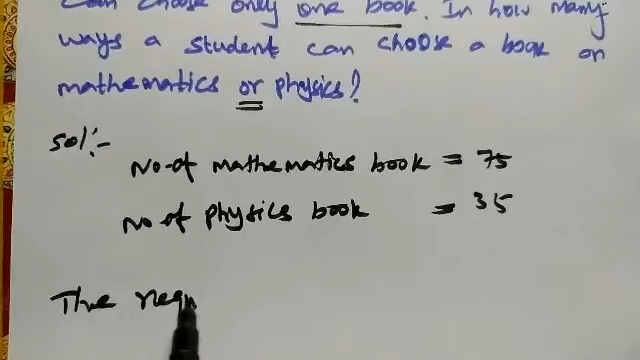 can choose only one book. In how many
ways a student can choose a book on
mathematics or physics?
Sol:-
No. of mathematics book = 75
No of physics book = 35
The requ